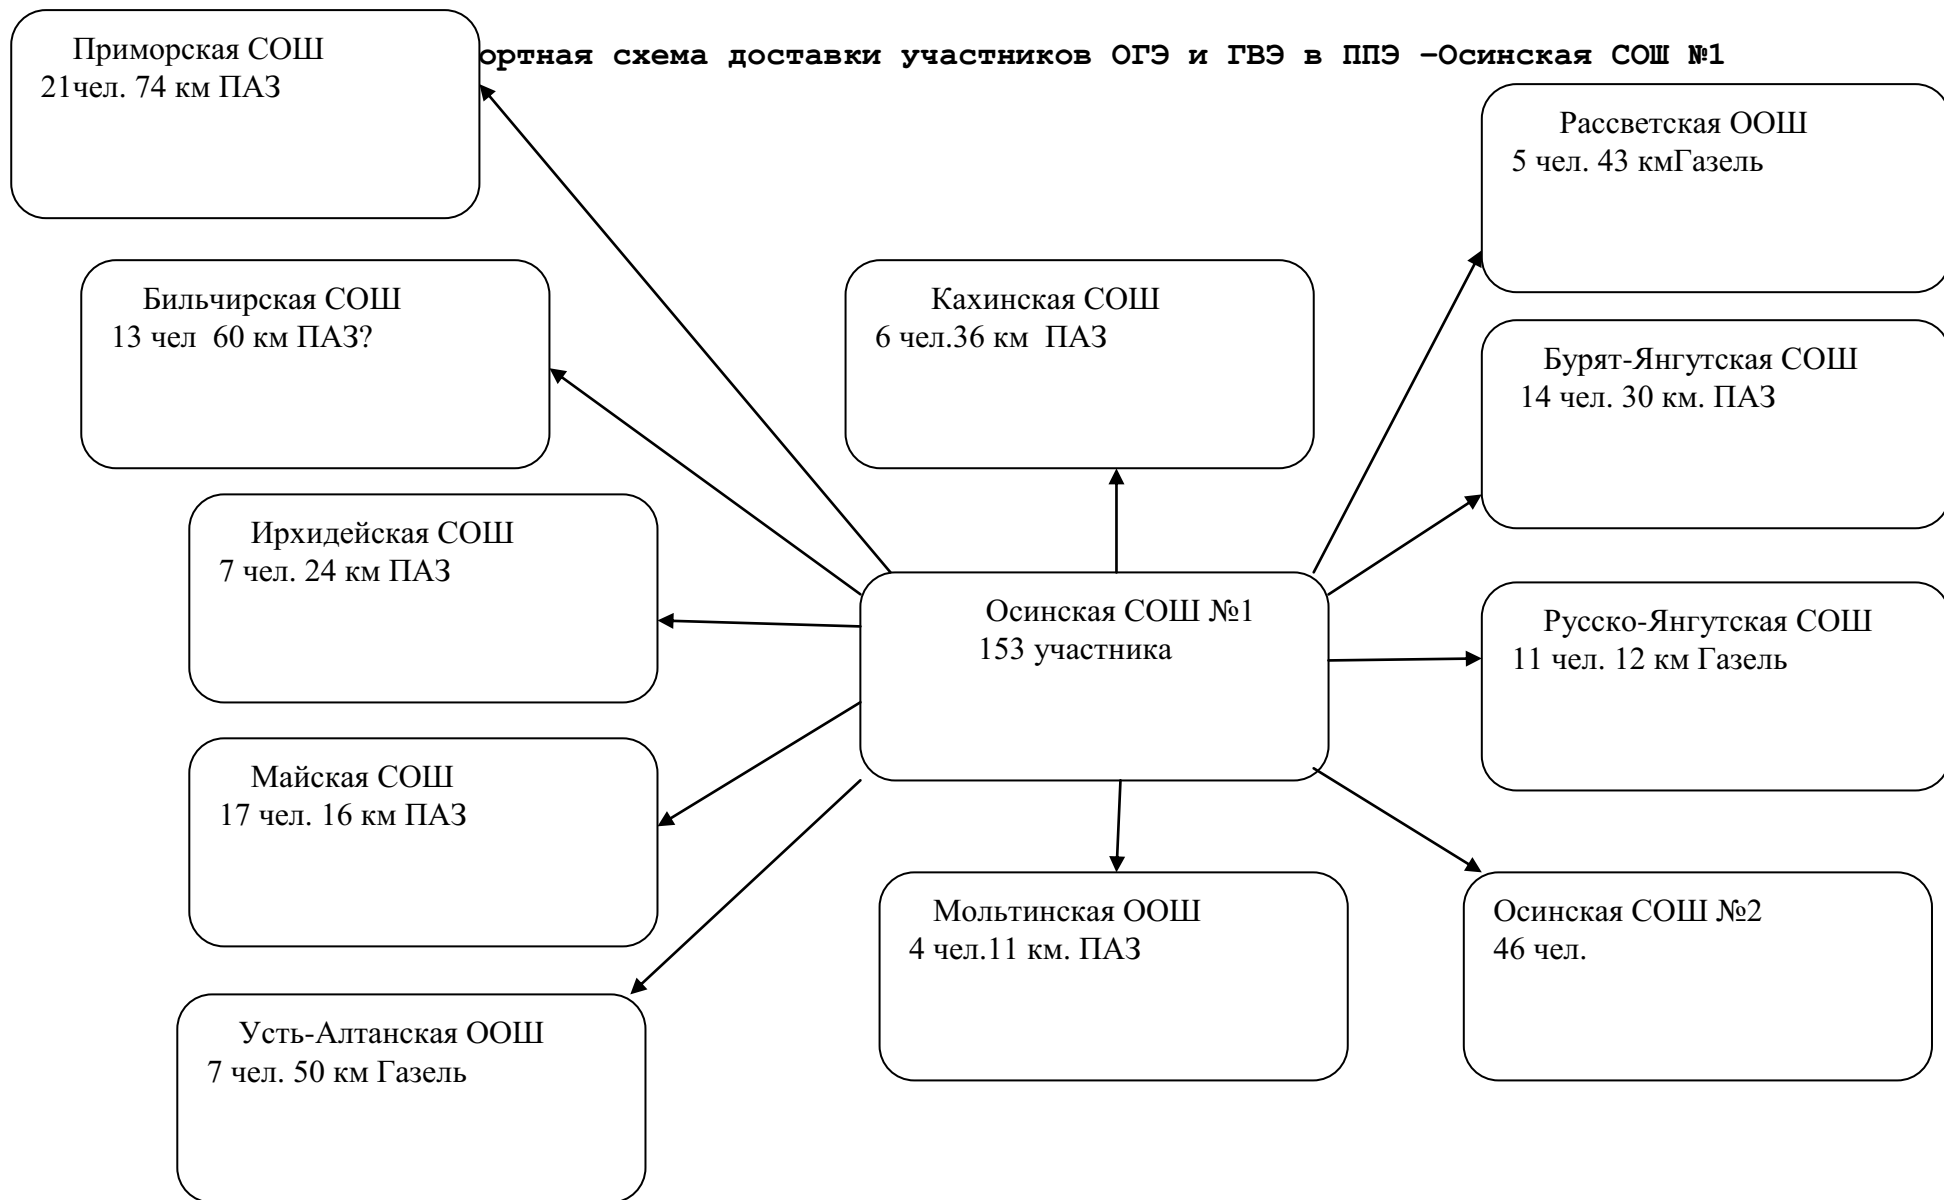 ортная схема доставки участников ОГЭ и ГВЭ в ППЭ –Осинская СОШ №1
Приморская СОШ
21чел. 74 км ПАЗ
Рассветская ООШ
5 чел. 43 кмГазель
Бильчирская СОШ
13 чел  60 км ПАЗ?
Кахинская СОШ
6 чел.36 км  ПАЗ
Бурят-Янгутская СОШ
14 чел. 30 км. ПАЗ
Ирхидейская СОШ
7 чел. 24 км ПАЗ
Осинская СОШ №1
153 участника
Русско-Янгутская СОШ
11 чел. 12 км Газель
Майская СОШ
17 чел. 16 км ПАЗ
Мольтинская ООШ
4 чел.11 км. ПАЗ
Осинская СОШ №2
46 чел.
Усть-Алтанская ООШ
7 чел. 50 км Газель